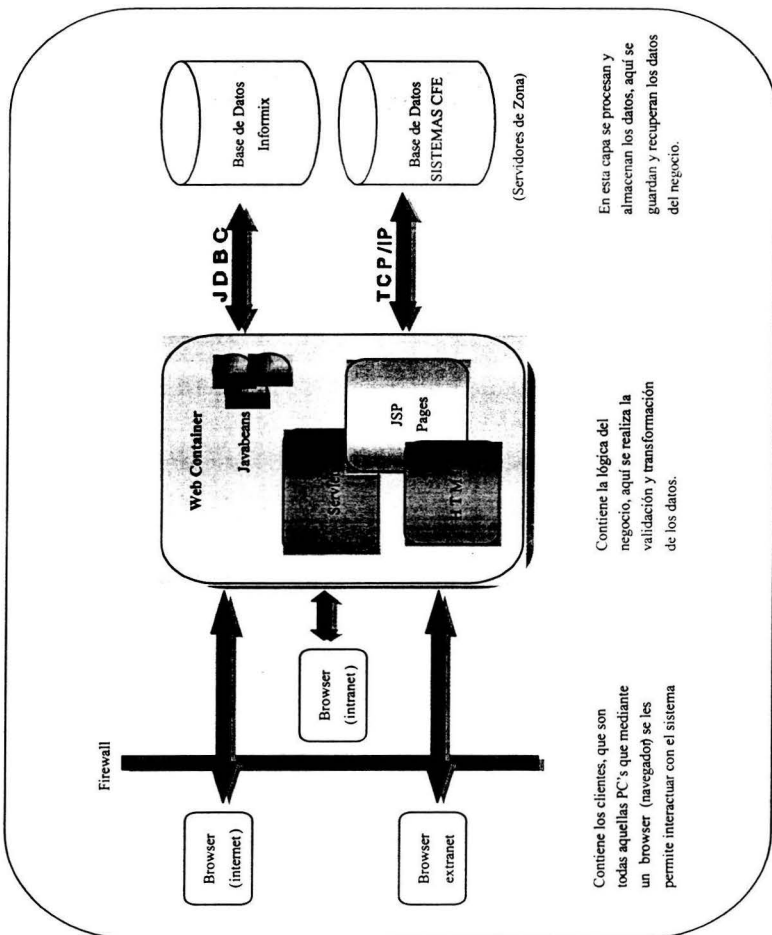 Firewall
Browser
(internet)
Browser
extranet
Browser
(intranet)
Web Container
Javabeans
JSP
Pages
HTM
JDBC
TCP/IP
Base de Datos
Informix
Base de Datos
SISTEMAS CFE
(Servidores de Zona)
Contiene los clientes, que son
todas aquellas PC's que mediante
un browser (navegador) se les
permite interactuar con el sistema
Contiene la lógica del
negocio, aquí se realiza la
validación y transformación
de los datos.
En esta capa se procesan y
almacenan los datos, aquí se
guardan y recuperan los datos
del negocio.